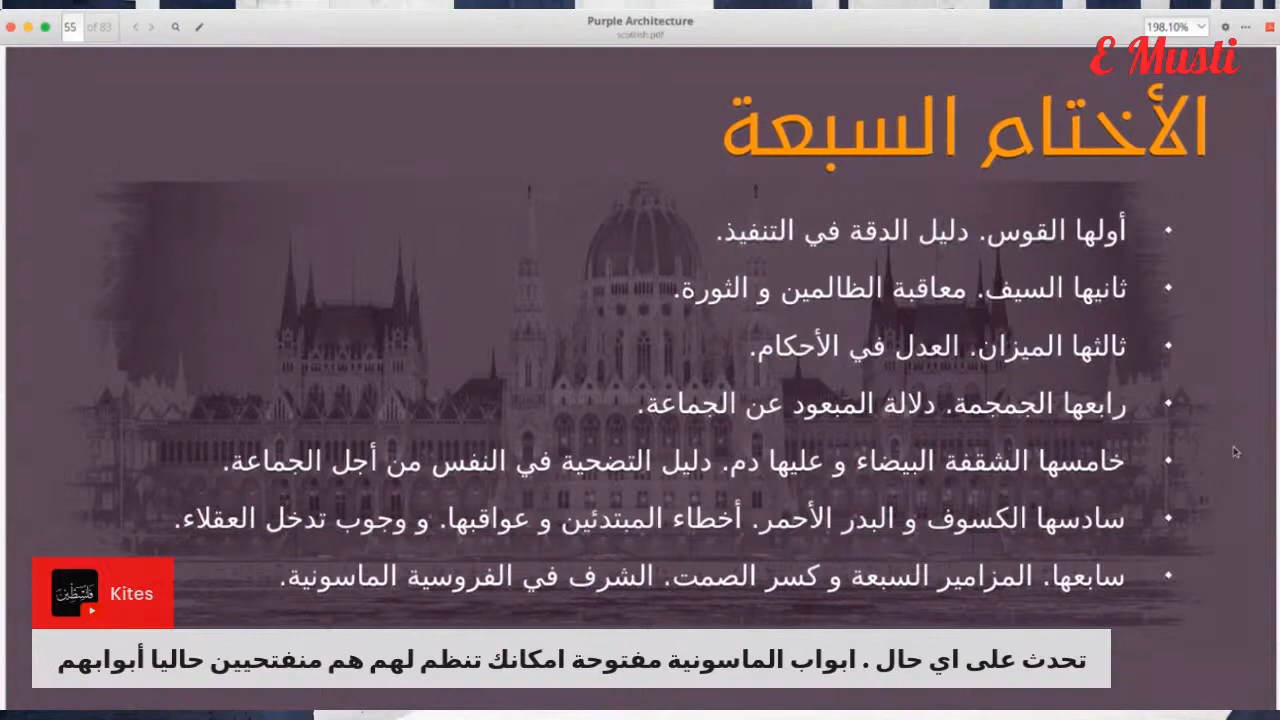 Purple Architecture
scottish.pdf
55 of 83
198.10%
E Musti
الأختام السبعة
أولها القوس. دليل الدقة في التنفيذ.
ثانيها السيف. معاقبة الظالمين و الثورة.
ثالثها الميزان. العدل في الأحكام.
رابعها الجمجمة. دلالة المبعود عن الجماعة.
خامسها الشقفة البيضاء و عليها دم. دليل التضحية في النفس من أجل الجماعة.
سادسها الكسوف و البدر الأحمر. أخطاء المبتدئين و عواقبها. و وجوب تدخل العقلاء.
سابعها. المزامير السبعة و كسر الصمت. الشرف في الفروسية الماسونية.
فلسطين
Kites
تحدث على اي حال . ابواب الماسونية مفتوحة امكانك تنظم لهم هم منفتحيين حاليا أبوابهم